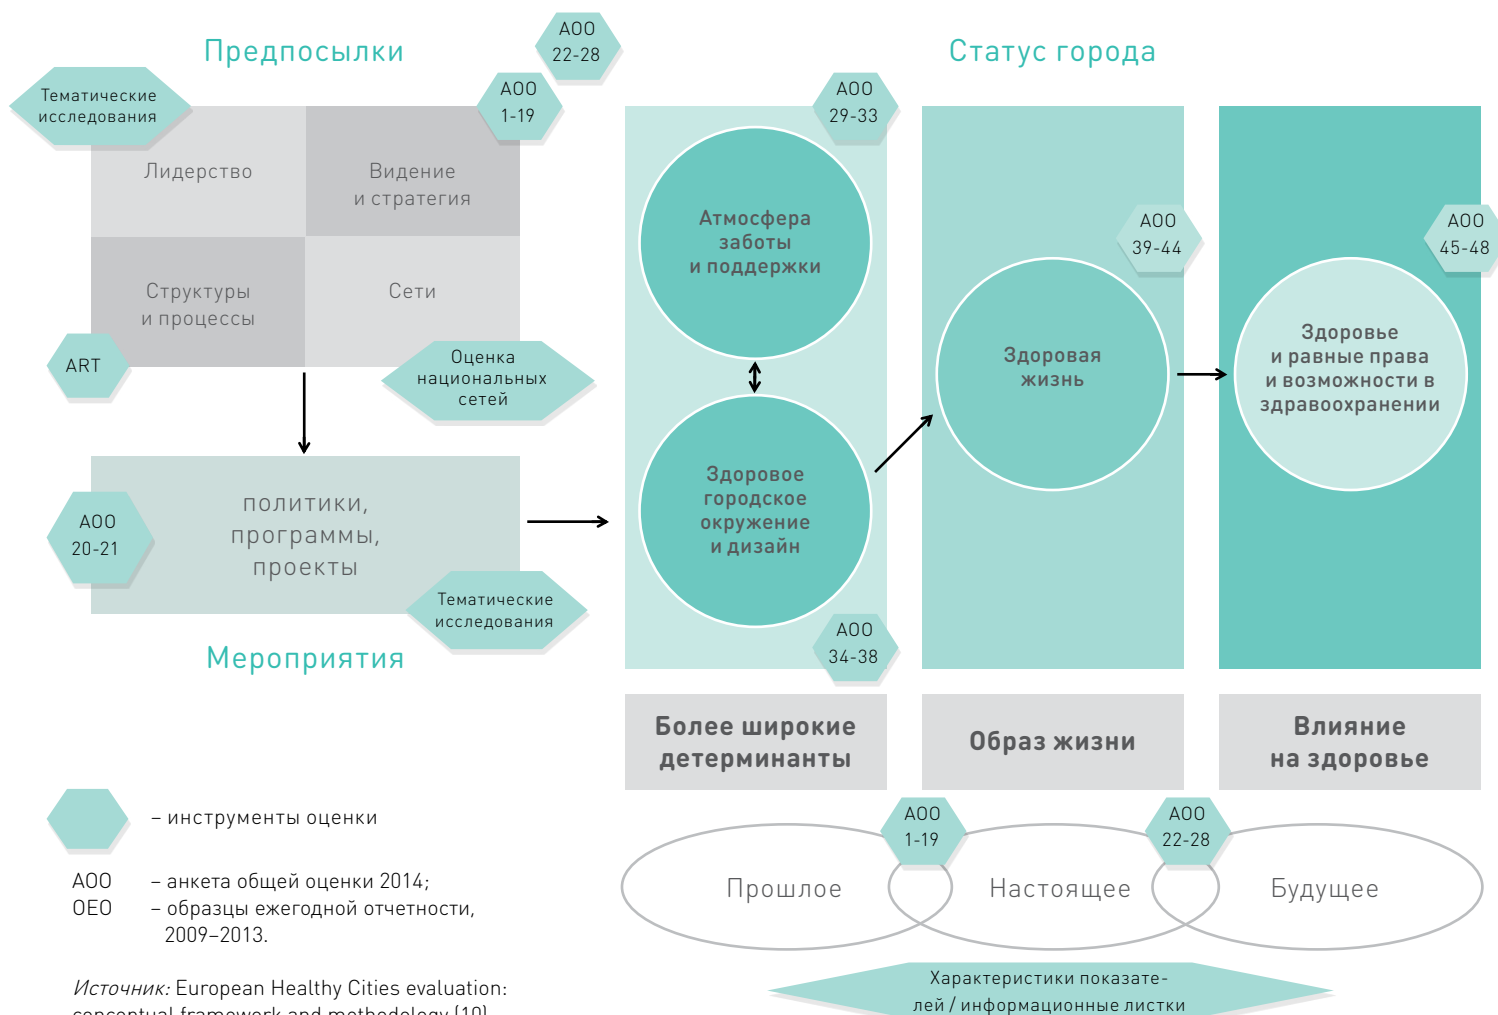 Предпосылки
АОО
22-28
Статус города
Тематические
исследования
АОО
1-19
АОО
29-33
Лидерство
Видение
и стратегия
Структуры
и процессы
Сети
ART
Оценка
национальных
сетей
Атмосфера
заботы
и поддержки
АОО
39-44
АОО
45-48
Здоровая
жизнь
Здоровье
и равные права
и возможности в
здравоохранении
АОО
20-21
политики,
программы,
проекты
Тематические
исследования
Здоровое
городское
окружение
и дизайн
АОО
34-38
Мероприятия
Более широкие
детерминанты
Образ жизни
Влияние
на здоровье
– инструменты оценки
АОО – анкета общей оценки 2014;
ОЕО – образцы ежегодной отчетности,
2009–2013.
АОО
1-19
АОО
22-28
Прошлое
Настоящее
Будущее
Характеристики показате-
лей / информационные листки
Источник: European Healthy Cities evaluation:
conceptual framework and methodology (10)